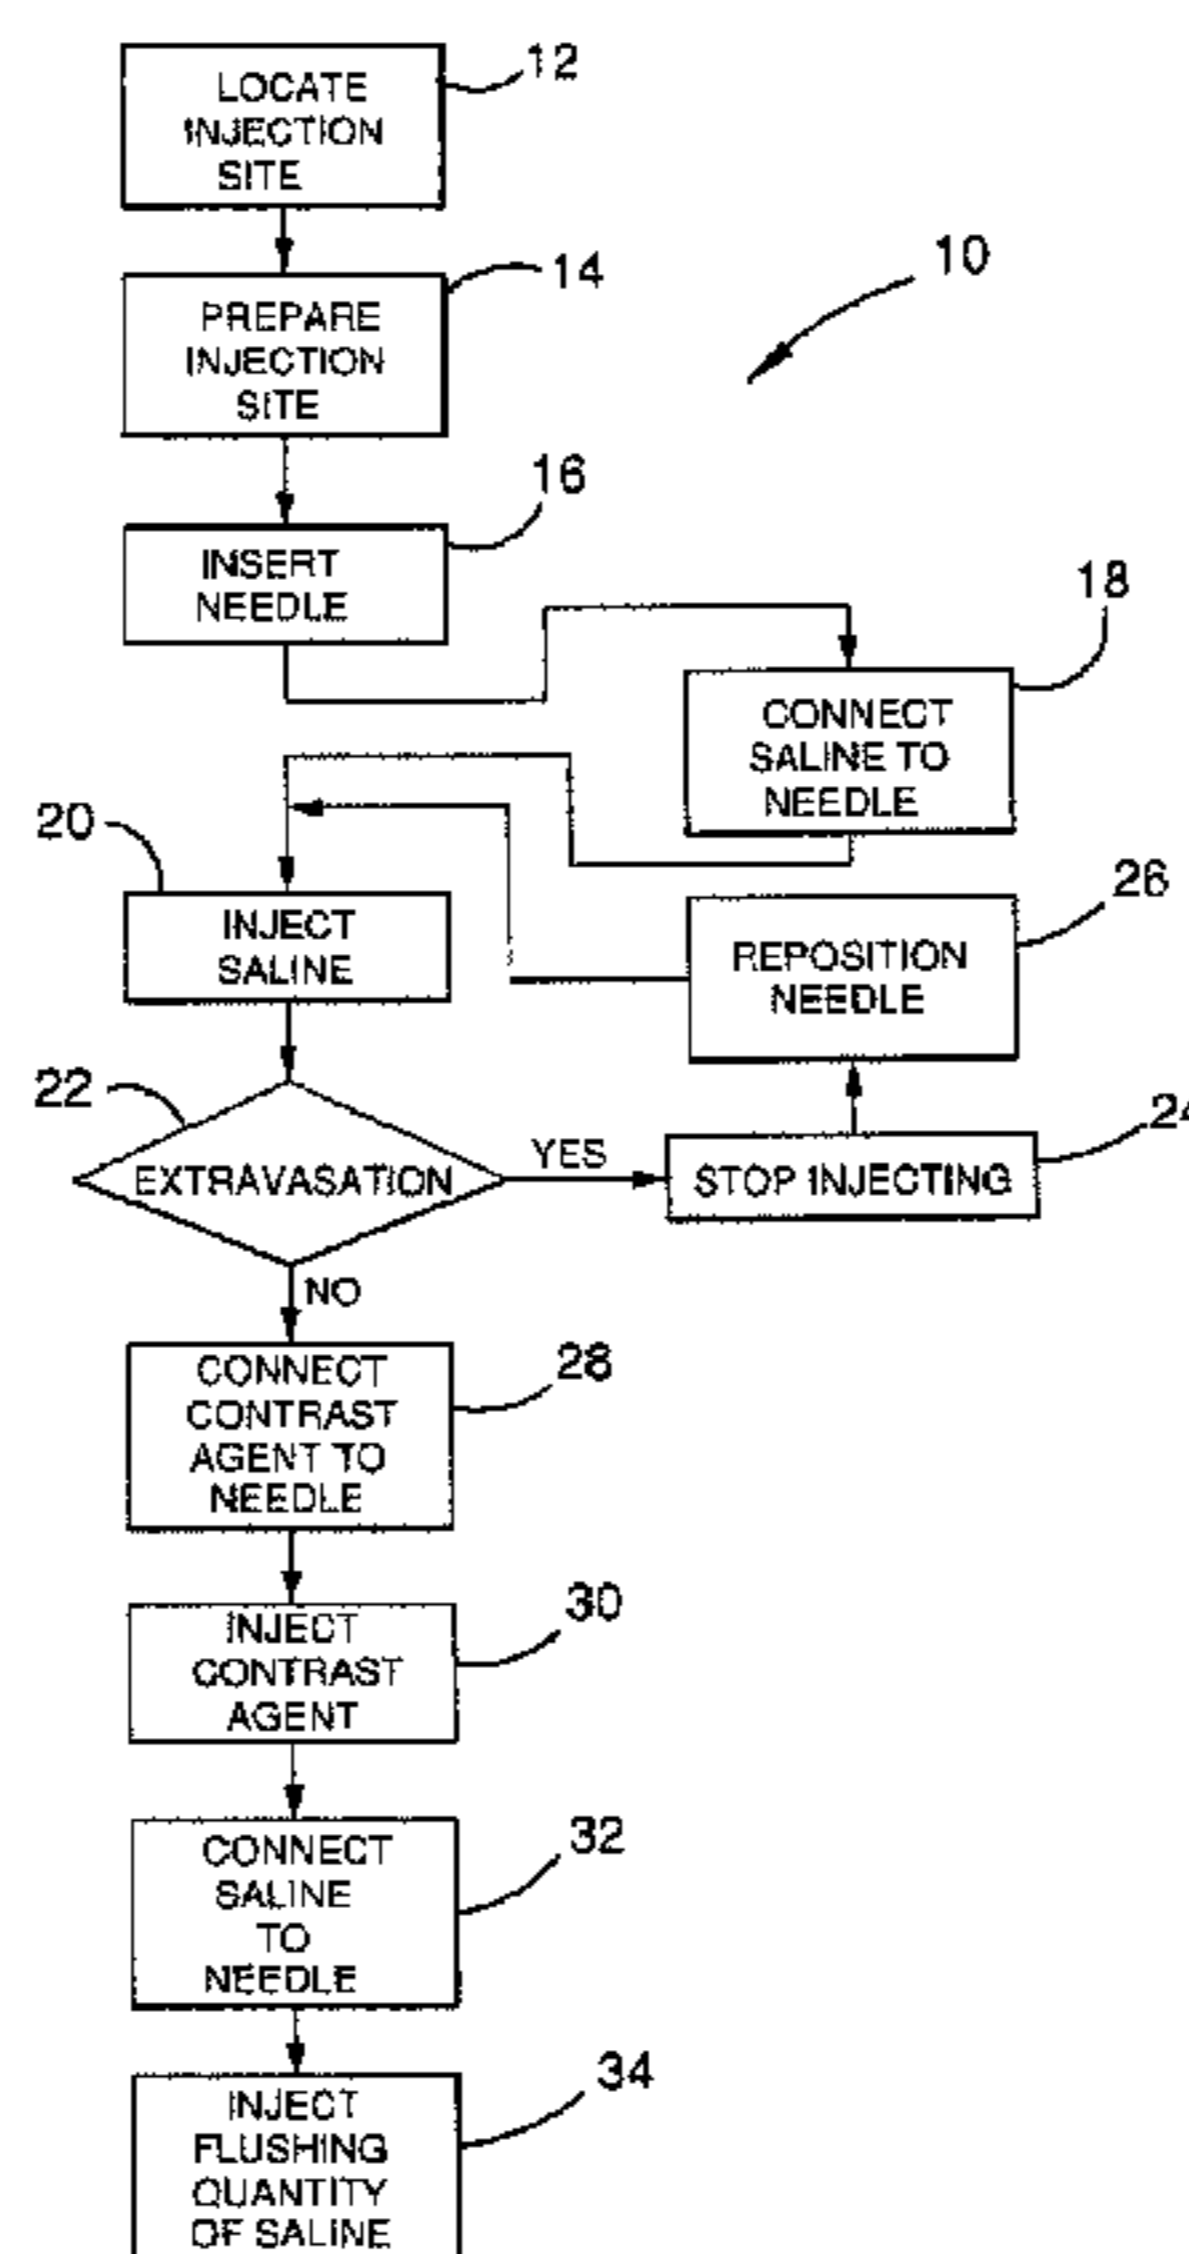 12
LOCATE
INJECTION
SITE
10
14
PREPARE
INJECTION
SITE
16
INSERT
NEEDLE
18
CONNECT
SALINE TO
NEEDLE
20
INJECT
SALINE
26
REPOSITION
NEEDLE
22
EXTRAVASATION
YES
24
STOP INJECTING
NO
28
CONNECT
CONTRAST
AGENT TO
NEEDLE
30
INJECT
CONTRAST
AGENT
32
CONNECT
SALINE
TO
NEEDLE
34
INJECT
FLUSHING
QUANTITY
OF SALINE